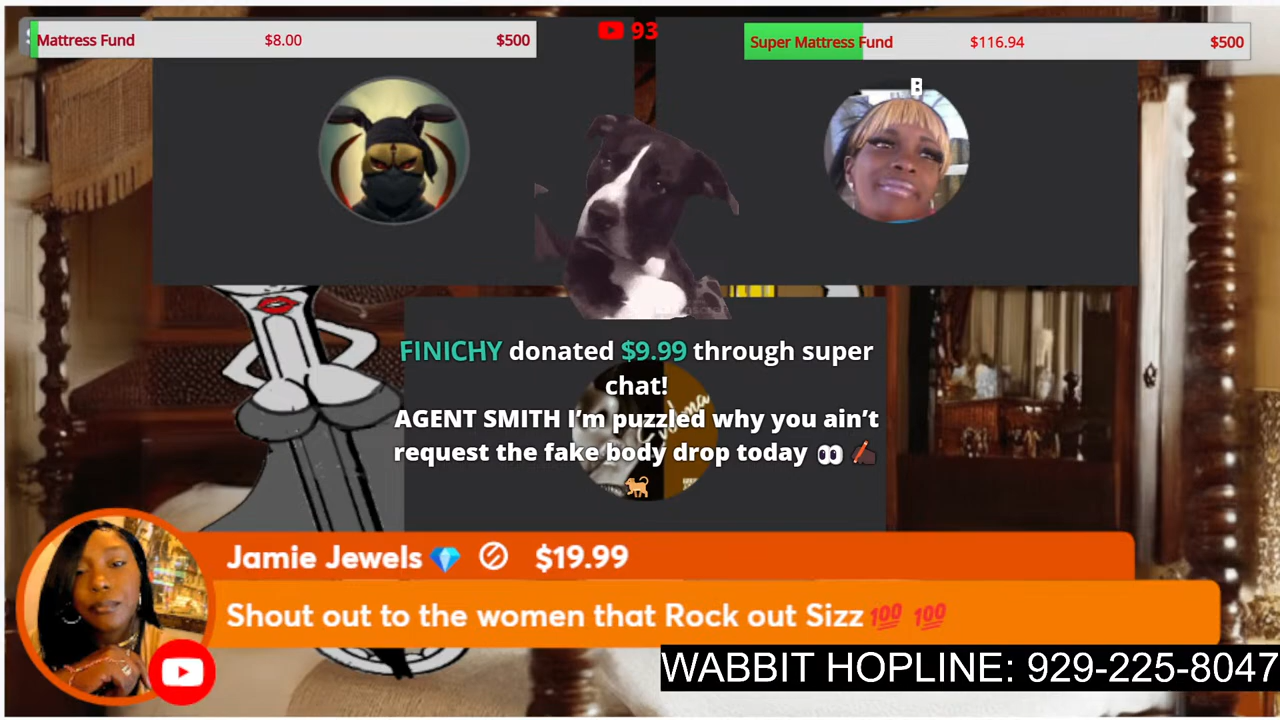 Mattress Fund $8.00 $500
93
Super Mattress Fund $116.94 $500
B
FINICHY donated $9.99 through super
chat!
AGENT SMITH I’m puzzled why you ain’t
request the fake body drop today 👀 ✍🏿
🐕
Jamie Jewels💎 $19.99
Shout out to the women that Rock out Sizz💯 💯
WABBIT HOPLINE: 929-225-8047